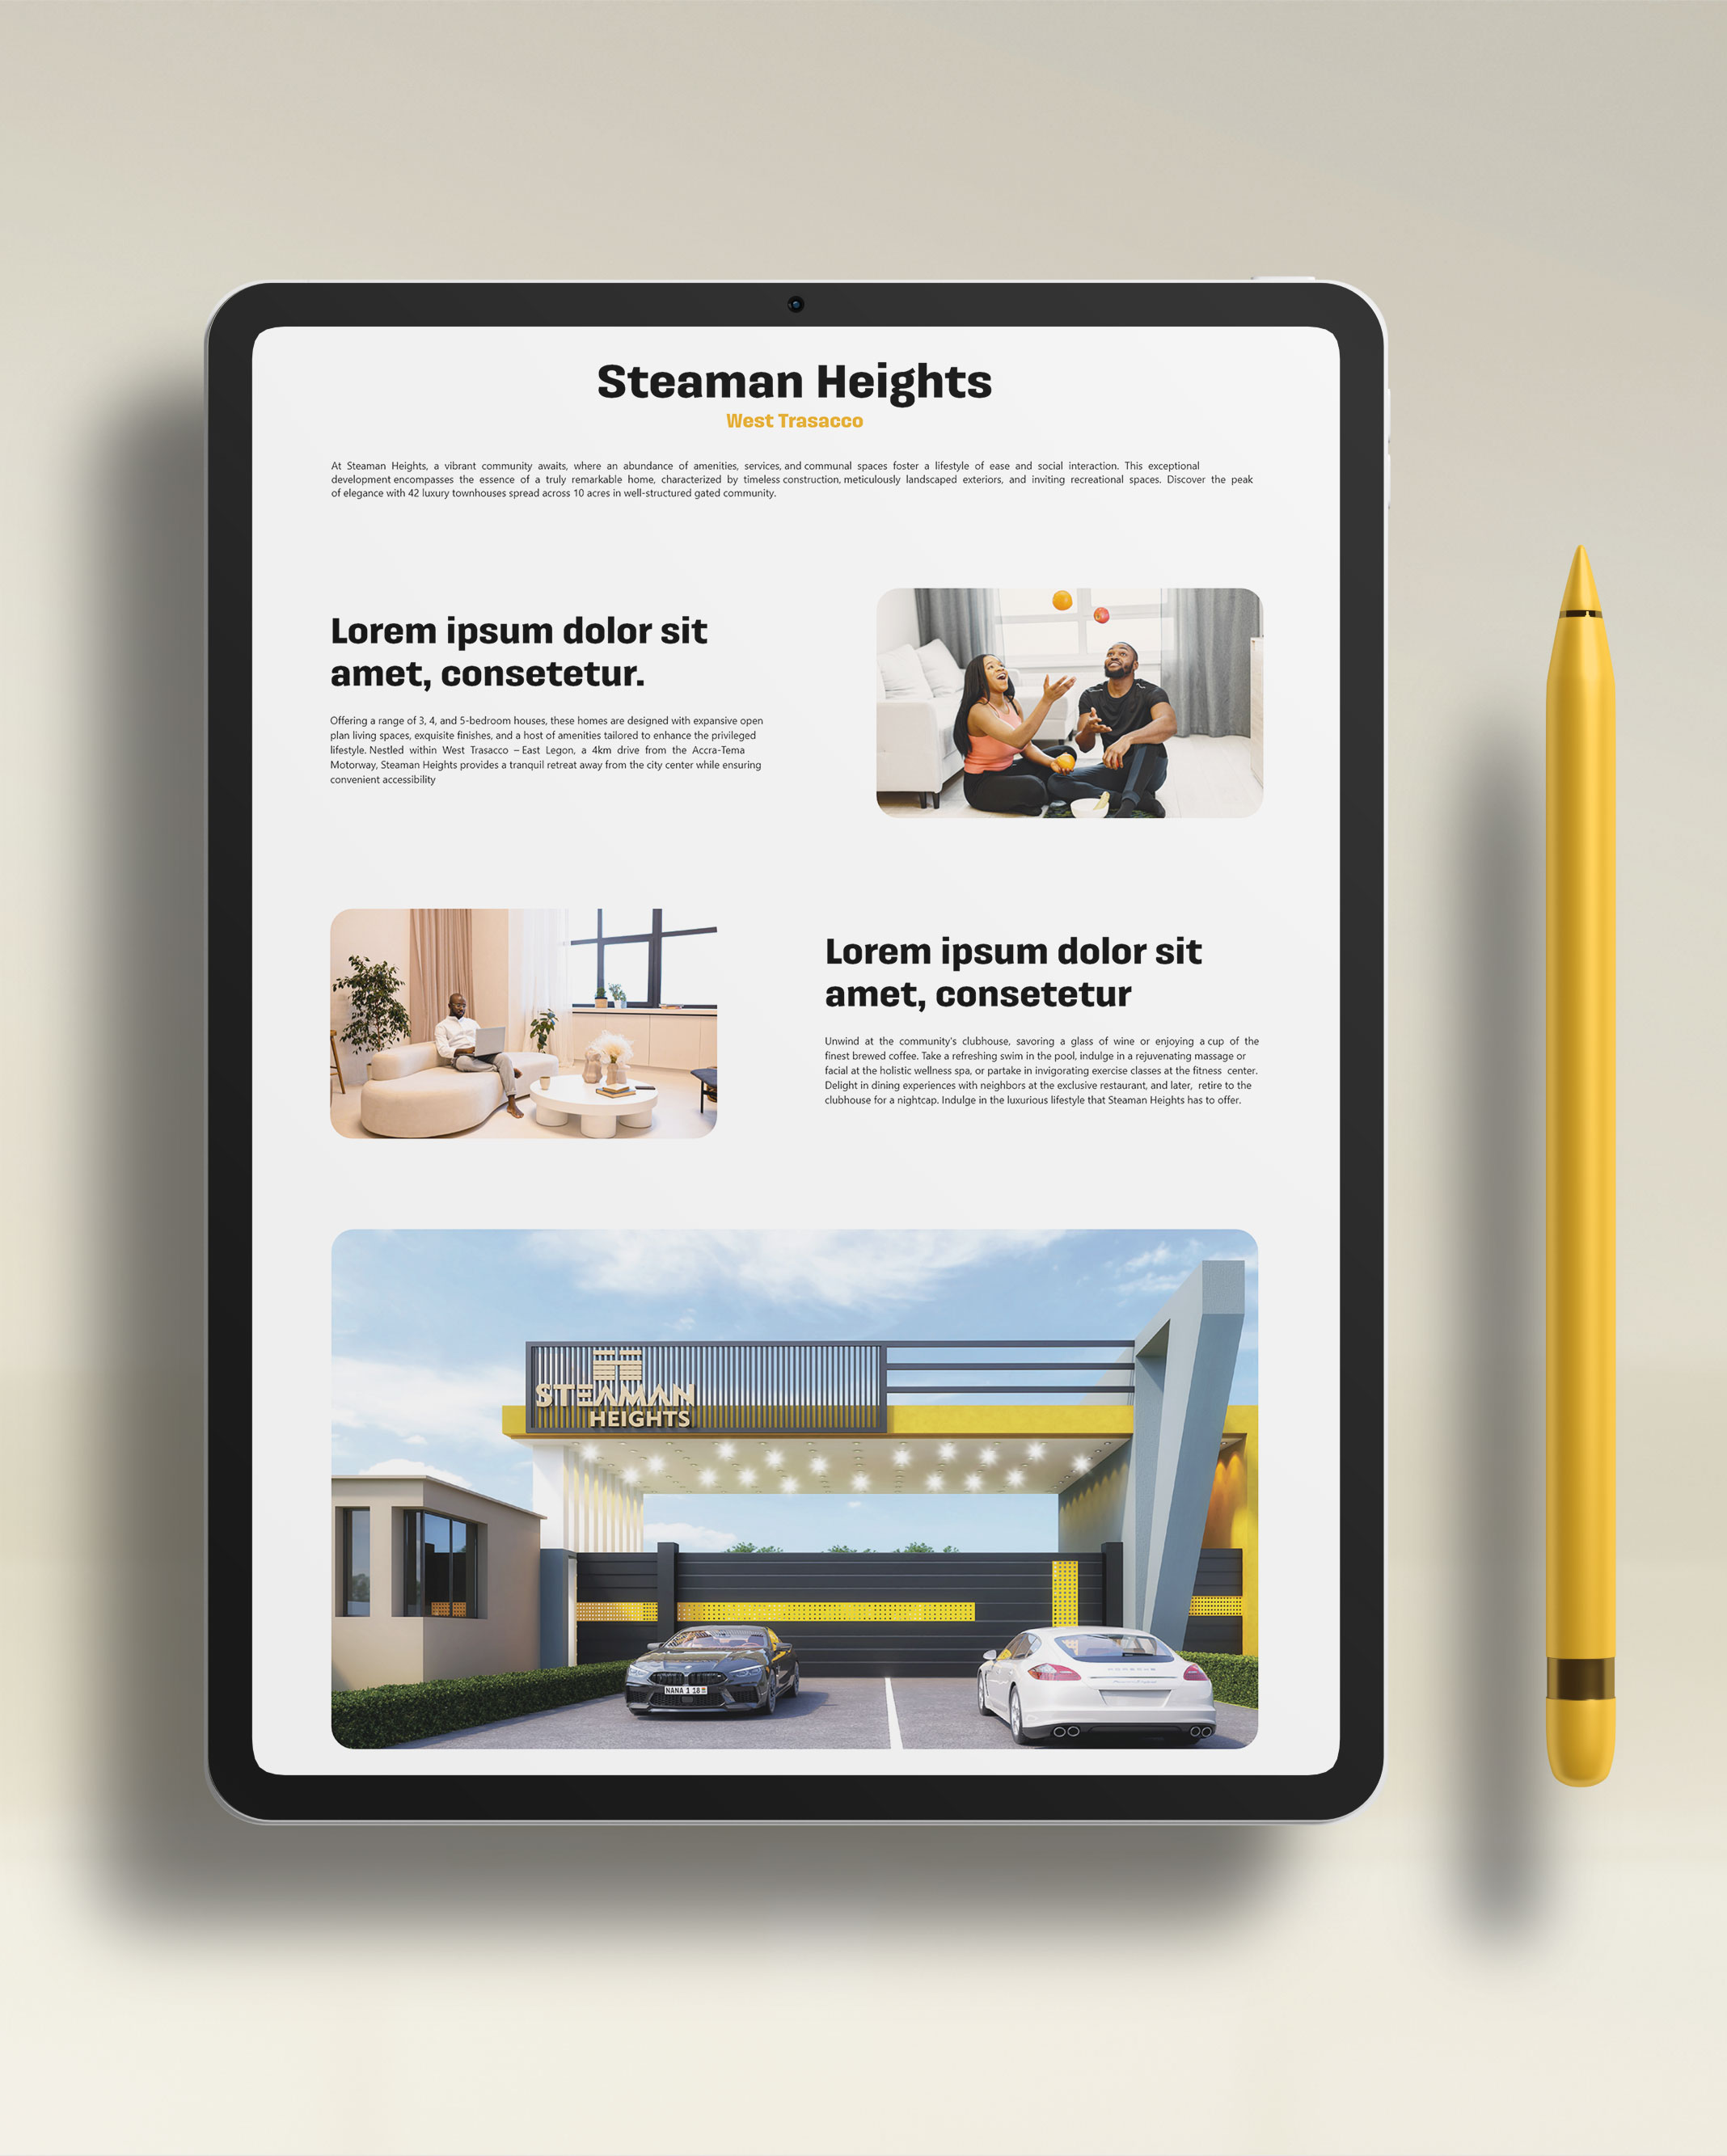 Steaman Heights
West Trasacco
At Steaman Heights, a vibrant community awaits, where an abundance of amenities, services, and communal spaces foster a lifestyle of ease and social interaction. This exceptional
development encompasses the essence of a truly remarkable home, characterized by timeless construction, meticulously landscaped exteriors, and inviting recreational spaces. Discover the peak
of elegance with 42 luxury townhouses spread across 10 acres in well-structured gated community.
Lorem ipsum dolor sit
amet, consetetur.
Offering a range of 3, 4, and 5-bedroom houses, these homes are designed with expansive open
plan living spaces, exquisite finishes, and a host of amenities tailored to enhance the privileged
lifestyle. Nestled within West Trasacco – East Legon, a 4km drive from the Accra-Tema
Motorway, Steaman Heights provides a tranquil retreat away from the city center while ensuring
convenient accessibility
Lorem ipsum dolor sit
amet, consetetur
Unwind at the community's clubhouse, savoring a glass of wine or enjoying a cup of the
finest brewed coffee. Take a refreshing swim in the pool, indulge in a rejuvenating massage or
facial at the holistic wellness spa, or partake in invigorating exercise classes at the fitness center.
Delight in dining experiences with neighbors at the exclusive restaurant, and later, retire to the
clubhouse for a nightcap. Indulge in the luxurious lifestyle that Steaman Heights has to offer.
STEAMAN
HEIGHTS
NANA 1 18
PORSCHE